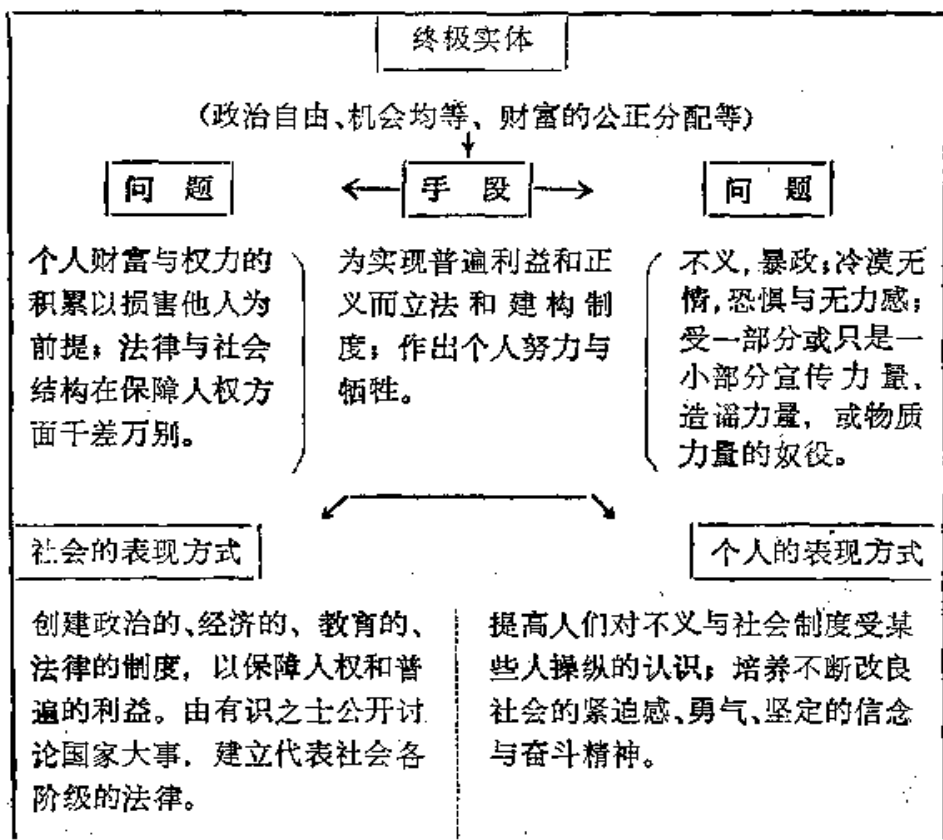 终极实体
(政治自由、机会均等、财富的公正分配等)
问 题
手 段
问 题
个人财富与权力的
积累以损害他人为
前提；法律与社会
结构在保障人权方
面千差万别。
为实现普遍利益和正
义而立法和建构制
度；作出个人努力与
牺牲。
不义，暴政；冷漠无
情，恐惧与无力感；
受一部分或只是一
小部分宣传力量、
造谣力量，或物质
力量的奴役。
社会的表现方式
个人的表现方式
创建政治的、经济的、教育的、
法律的制度，以保障人权和普
遍的利益。由有识之士公开讨
论国家大事，建立代表社会各
阶级的法律。
提高人们对不义与社会制度受某
些人操纵的认识；培养不断改良
社会的紧迫感、勇气、坚定的信念
与奋斗精神。